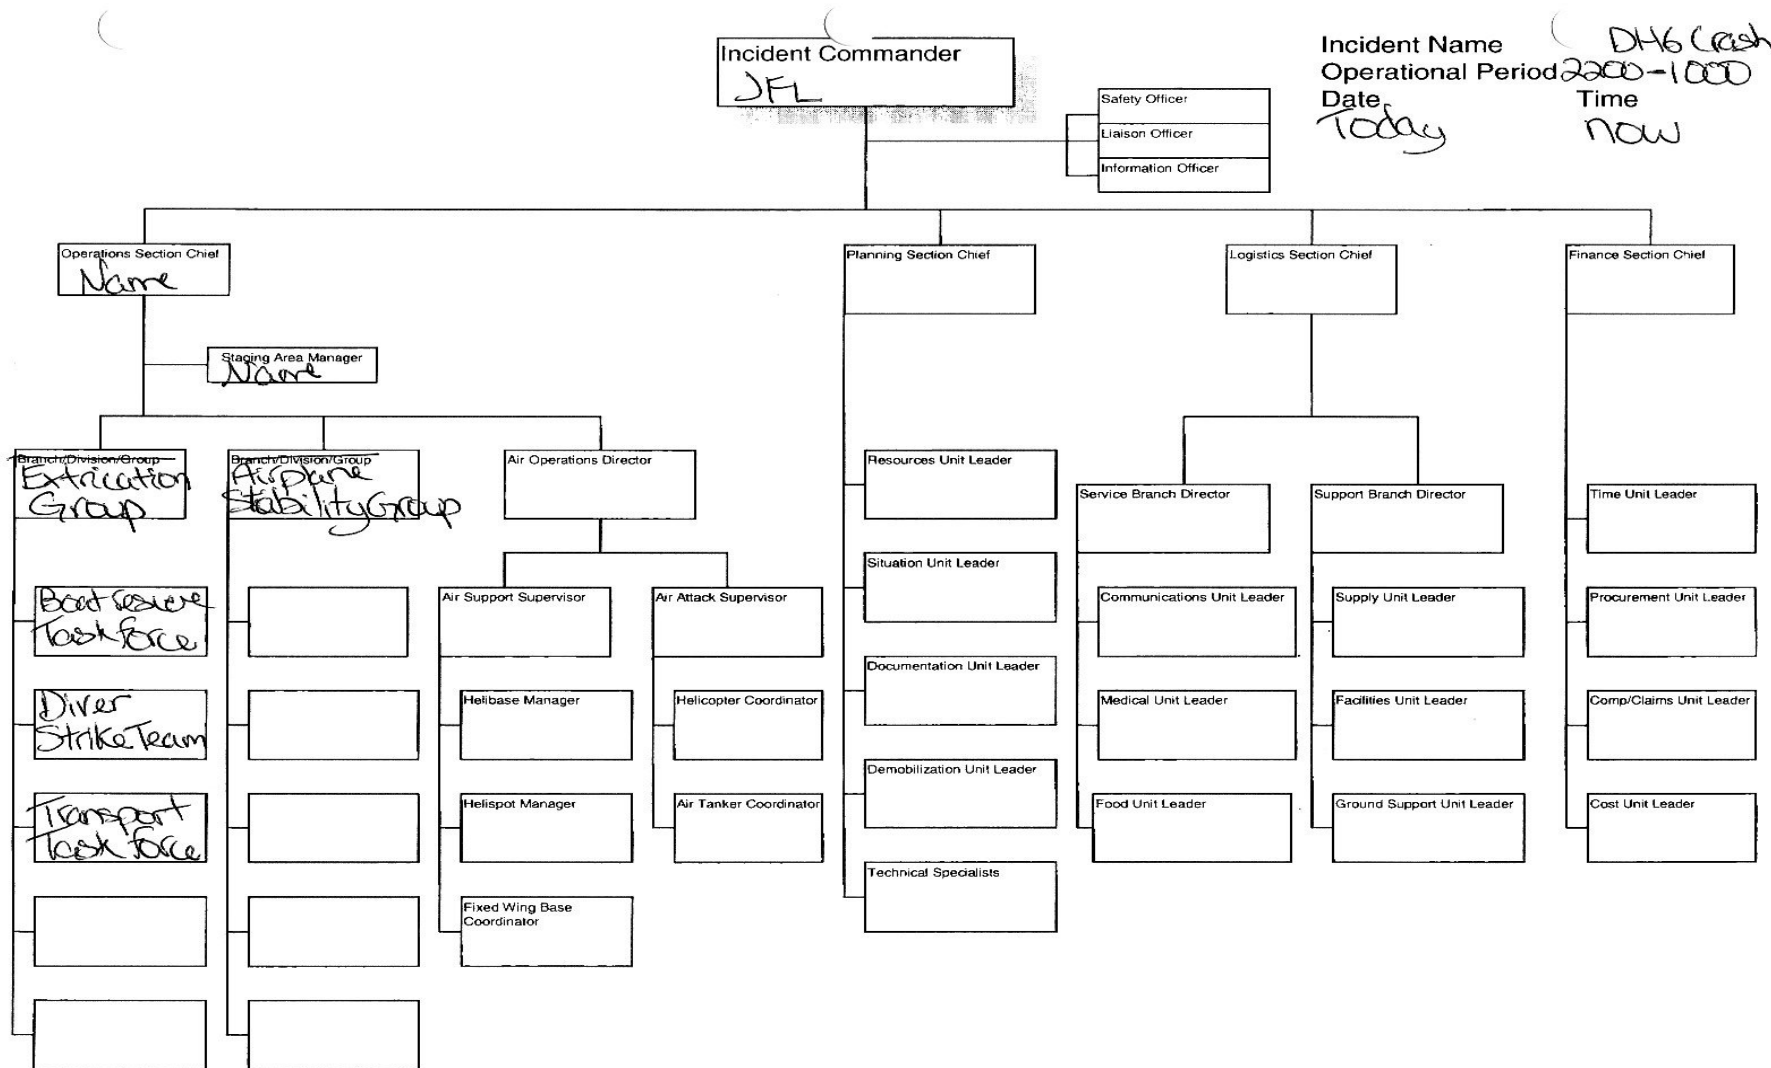 Incident Commander
JFL
Incident Name DH6 Crash
Operational Period 2200-1000
Date Time
Today now
Safety Officer
Liaison Officer
Information Officer
Operations Section Chief
Name
Planning Section Chief
Logistics Section Chief
Finance Section Chief
Staging Area Manager
Name
Branch/Division/Group
Extrication
Group
Branch/Division/Group
Airplane
Stability Group
Air Operations Director
Resources Unit Leader
Service Branch Director
Support Branch Director
Time Unit Leader
Situation Unit Leader
Boat rescue
Task force
Air Support Supervisor
Air Attack Supervisor
Communications Unit Leader
Supply Unit Leader
Procurement Unit Leader
Documentation Unit Leader
Diver
Strike Team
Helibase Manager
Helicopter Coordinator
Medical Unit Leader
Facilities Unit Leader
Comp/Claims Unit Leader
Demobilization Unit Leader
Transport
Task force
Helispot Manager
Air Tanker Coordinator
Food Unit Leader
Ground Support Unit Leader
Cost Unit Leader
Technical Specialists
Fixed Wing Base
Coordinator